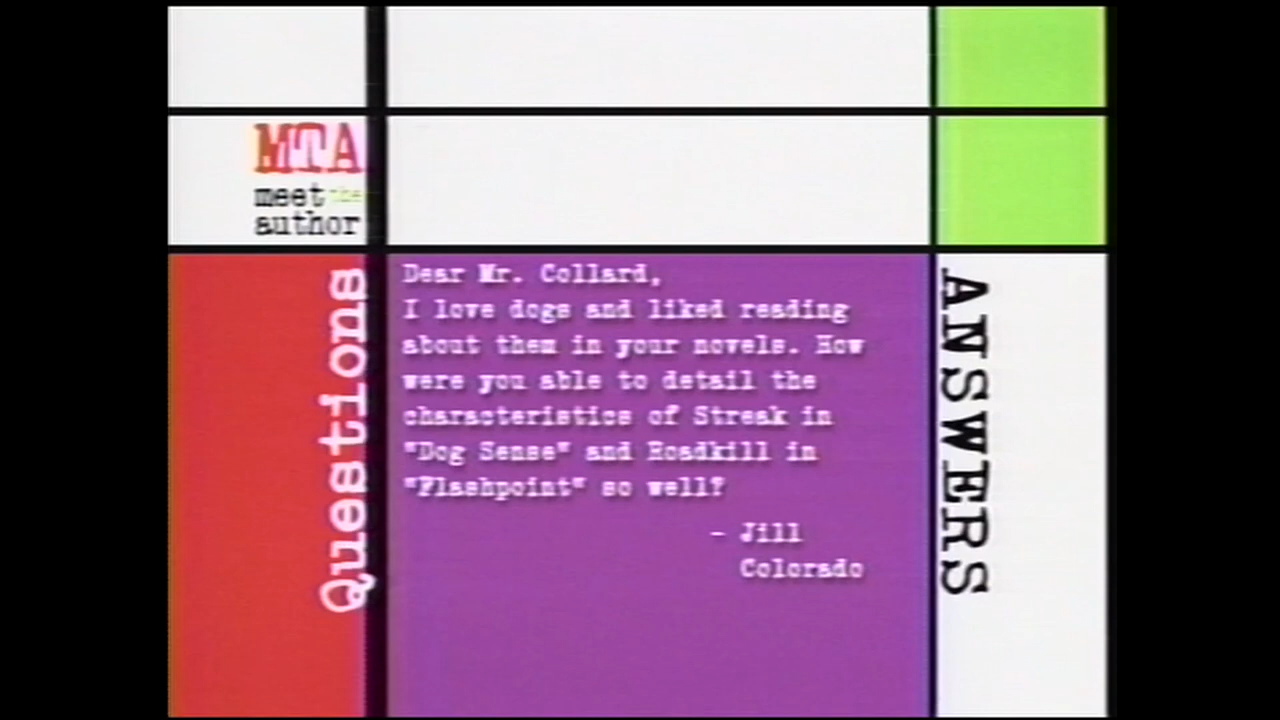 MTA
meet the
author
Questions
Dear Mr. Collard,
I love dogs and liked reading
about them in your novels. How
were you able to detail the
characteristics of Streak in
"Dog Sense" and Roadkill in
"Flashpoint" so well?
- Jill
Colorado
ANSWERS